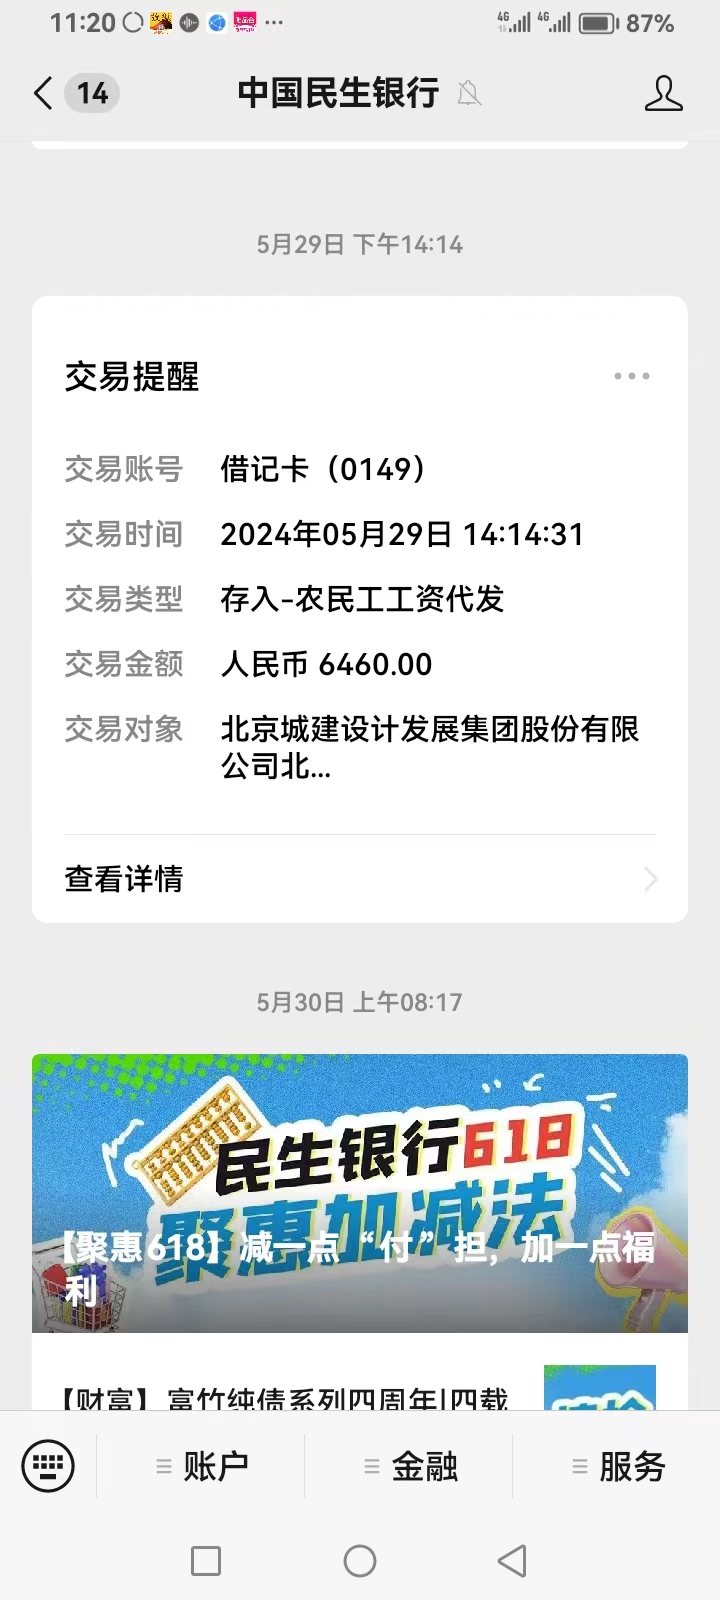 11:20 4G 4G 87%
14 中国民生银行
5月29日 下午14:14
交易提醒
交易账号 借记卡（0149）
交易时间 2024年05月29日 14:14:31
交易类型 存入-农民工工资代发
交易金额 人民币 6460.00
交易对象 北京城建设计发展集团股份有限
公司北...
查看详情
5月30日 上午08:17
民生银行618
聚惠加减法
【聚惠618】减一点“付”担，加一点福
利
【财富】富竹纯债系列四周年|四载
账户 金融 服务